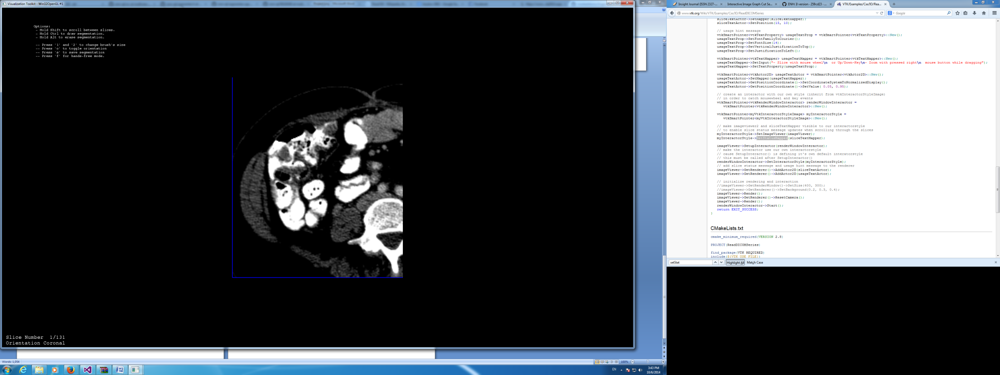 Visualization Toolkit - Win32OpenGL #1
Options:
- Hold Shift to scroll between slices.
- Hold Ctrl to draw segmentation.
- Hold Alt to erase segmentation.
-- Press '1' and '2' to change brush's size
-- Press 'o' to toggle orientation
-- Press 's' to save segmentation
-- Press 'f' for hands-free mode.
Slice Number 1/131
Orientation Coronal
Words: 1,054
100%
EN
3:43 PM
10/6/2014
Insight Journal (ISSN 2327-...
Interactive Image Graph Cut Se...
ENH: IJ version · 259cd23 · ...
VTK/Examples/Cxx/IO/Rea...
www.vtk.org/Wiki/VTK/Examples/Cxx/IO/ReadDICOMSeries
Google
sliceTextActor->SetMapper(sliceTextMapper);
sliceTextActor->SetPosition(15, 10);
// usage hint message
vtkSmartPointer<vtkTextProperty> usageTextProp = vtkSmartPointer<vtkTextProperty>::New();
usageTextProp->SetFontFamilyToCourier();
usageTextProp->SetFontSize(14);
usageTextProp->SetVerticalJustificationToTop();
usageTextProp->SetJustificationToLeft();
vtkSmartPointer<vtkTextMapper> usageTextMapper = vtkSmartPointer<vtkTextMapper>::New();
usageTextMapper->SetInput("- Slice with mouse wheel\n  or Up/Down-Key\n- Zoom with pressed right\n  mouse button while dragging");
usageTextMapper->SetTextProperty(usageTextProp);
vtkSmartPointer<vtkActor2D> usageTextActor = vtkSmartPointer<vtkActor2D>::New();
usageTextActor->SetMapper(usageTextMapper);
usageTextActor->GetPositionCoordinate()->SetCoordinateSystemToNormalizedDisplay();
usageTextActor->GetPositionCoordinate()->SetValue( 0.05, 0.95);
// create an interactor with our own style (inherit from vtkInteractorStyleImage)
// in order to catch mousewheel and key events
vtkSmartPointer<vtkRenderWindowInteractor> renderWindowInteractor =
vtkSmartPointer<vtkRenderWindowInteractor>::New();
vtkSmartPointer<myVtkInteractorStyleImage> myInteractorStyle =
vtkSmartPointer<myVtkInteractorStyleImage>::New();
// make imageviewer2 and sliceTextMapper visible to our interactorstyle
// to enable slice status message updates when scrolling through the slices
myInteractorStyle->SetImageViewer(imageViewer);
myInteractorStyle->SetStatusMapper(sliceTextMapper);
imageViewer->SetupInteractor(renderWindowInteractor);
// make the interactor use our own interactorstyle
// cause SetupInteractor() is defining it's own default interatorstyle
// this must be called after SetupInteractor()
renderWindowInteractor->SetInteractorStyle(myInteractorStyle);
// add slice status message and usage hint message to the renderer
imageViewer->GetRenderer()->AddActor2D(sliceTextActor);
imageViewer->GetRenderer()->AddActor2D(usageTextActor);
// initialize rendering and interaction
//imageViewer->GetRenderWindow()->SetSize(400, 300);
//imageViewer->GetRenderer()->SetBackground(0.2, 0.3, 0.4);
imageViewer->Render();
imageViewer->GetRenderer()->ResetCamera();
imageViewer->Render();
renderWindowInteractor->Start();
return EXIT_SUCCESS;
}
CMakeLists.txt
cmake_minimum_required(VERSION 2.8)
PROJECT(ReadDICOMSeries)
find_package(VTK REQUIRED)
include(${VTK_USE_FILE})
setStat
Highlight All
Match Case